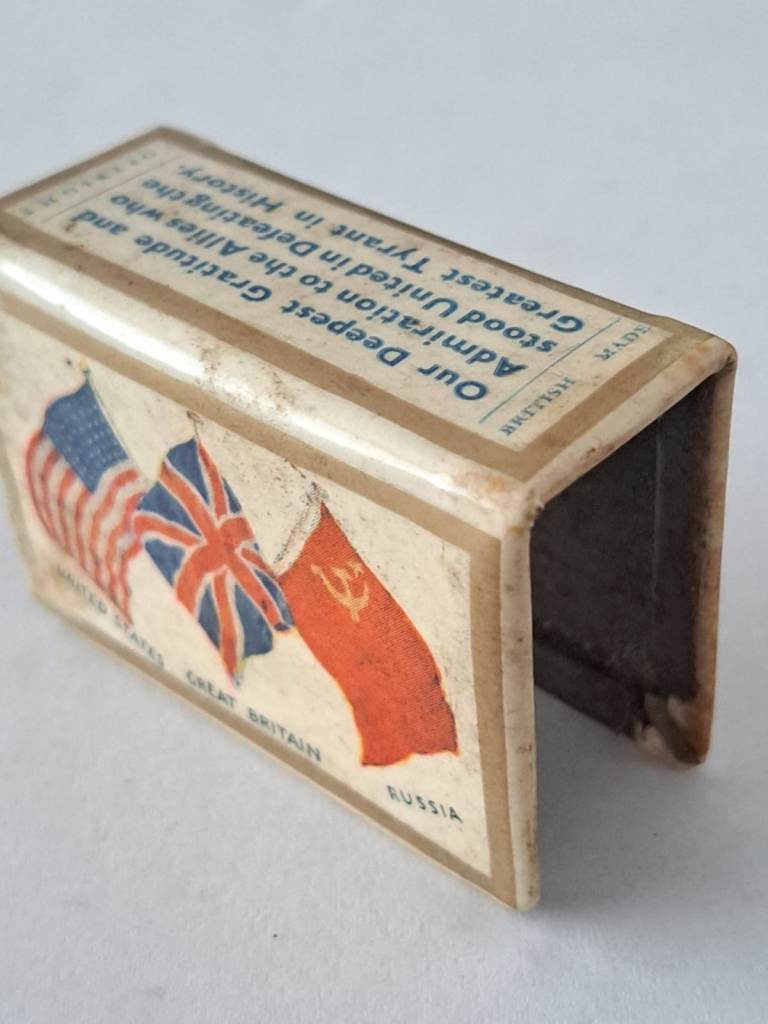 Our Deepest Gratitude and
Admiration to the Allies who
stood United in Defeating the
Greatest Tyrant in History.
BRITISH MADE
UNITED STATES
GREAT BRITAIN
RUSSIA